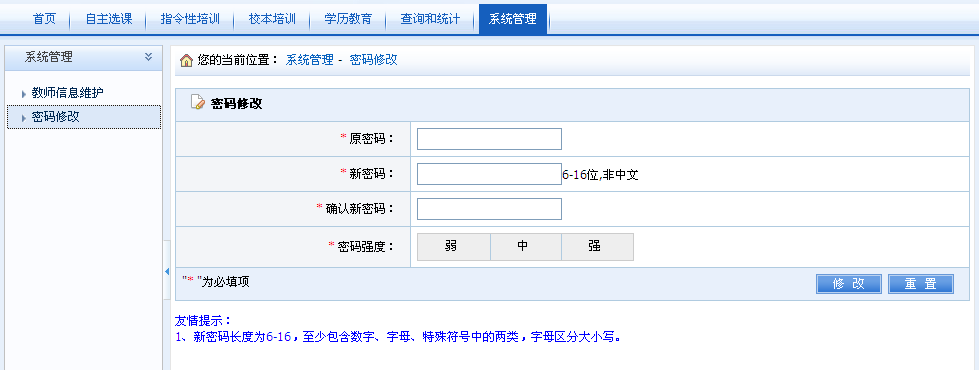 首页 自主选课 指令性培训 校本培训 学历教育 查询和统计 系统管理
系统管理
教师信息维护
密码修改
您的当前位置： 系统管理 - 密码修改
密码修改
*原密码：
*新密码： 6-16位,非中文
*确认新密码：
*密码强度： 弱 中 强
"* "为必填项 修 改 重 置
友情提示：
1、新密码长度为6-16，至少包含数字、字母、特殊符号中的两类，字母区分大小写。